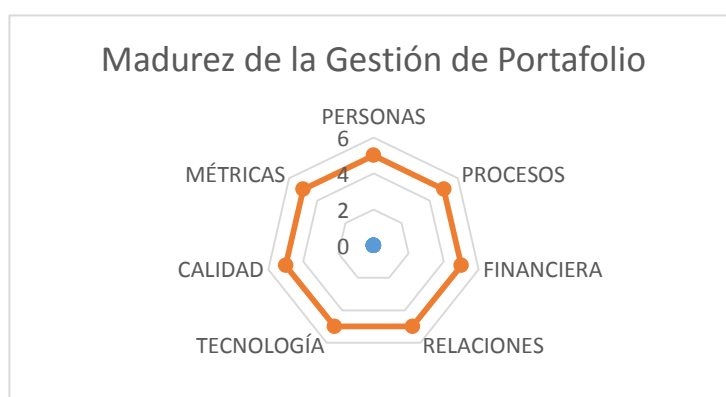 Madurez de la Gestión de Portafolio
PERSONAS
6
MÉTRICAS
PROCESOS
4
2
0
CALIDAD
FINANCIERA
TECNOLOGÍA
RELACIONES